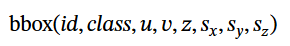 bbox(id, class, u, v, z, s_x, s_y, s_z)